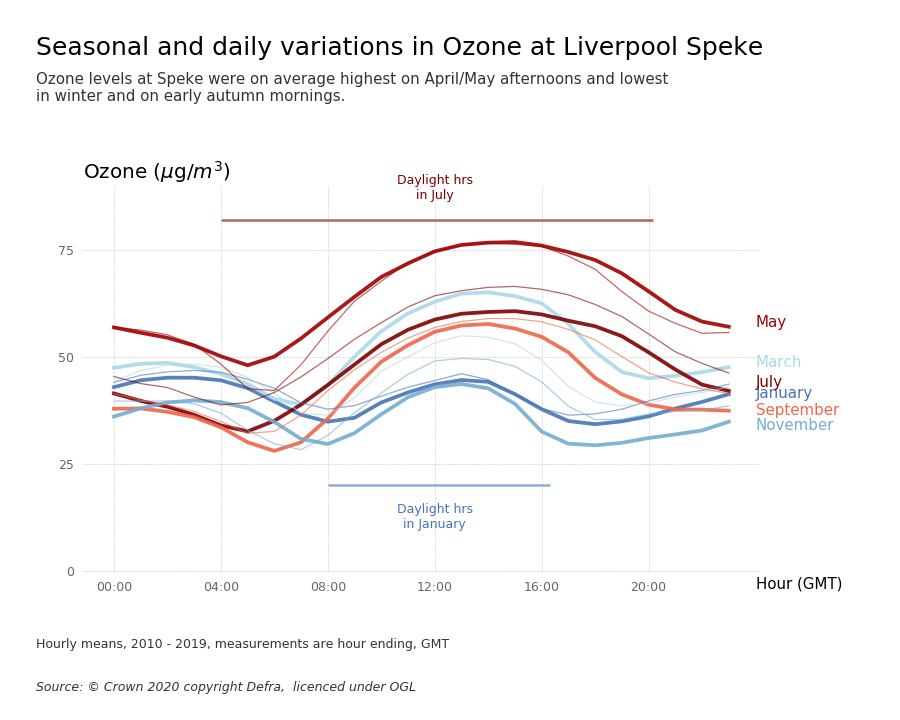 Seasonal and daily variations in Ozone at Liverpool Speke
Ozone levels at Speke were on average highest on April/May afternoons and lowest
in winter and on early autumn mornings.
Ozone (μg/m³)
Daylight hrs
in July
75
50
25
0
May
March
July
January
September
November
Daylight hrs
in January
00:00 04:00 08:00 12:00 16:00 20:00
Hour (GMT)
Hourly means, 2010 - 2019, measurements are hour ending, GMT
Source: © Crown 2020 copyright Defra,  licenced under OGL